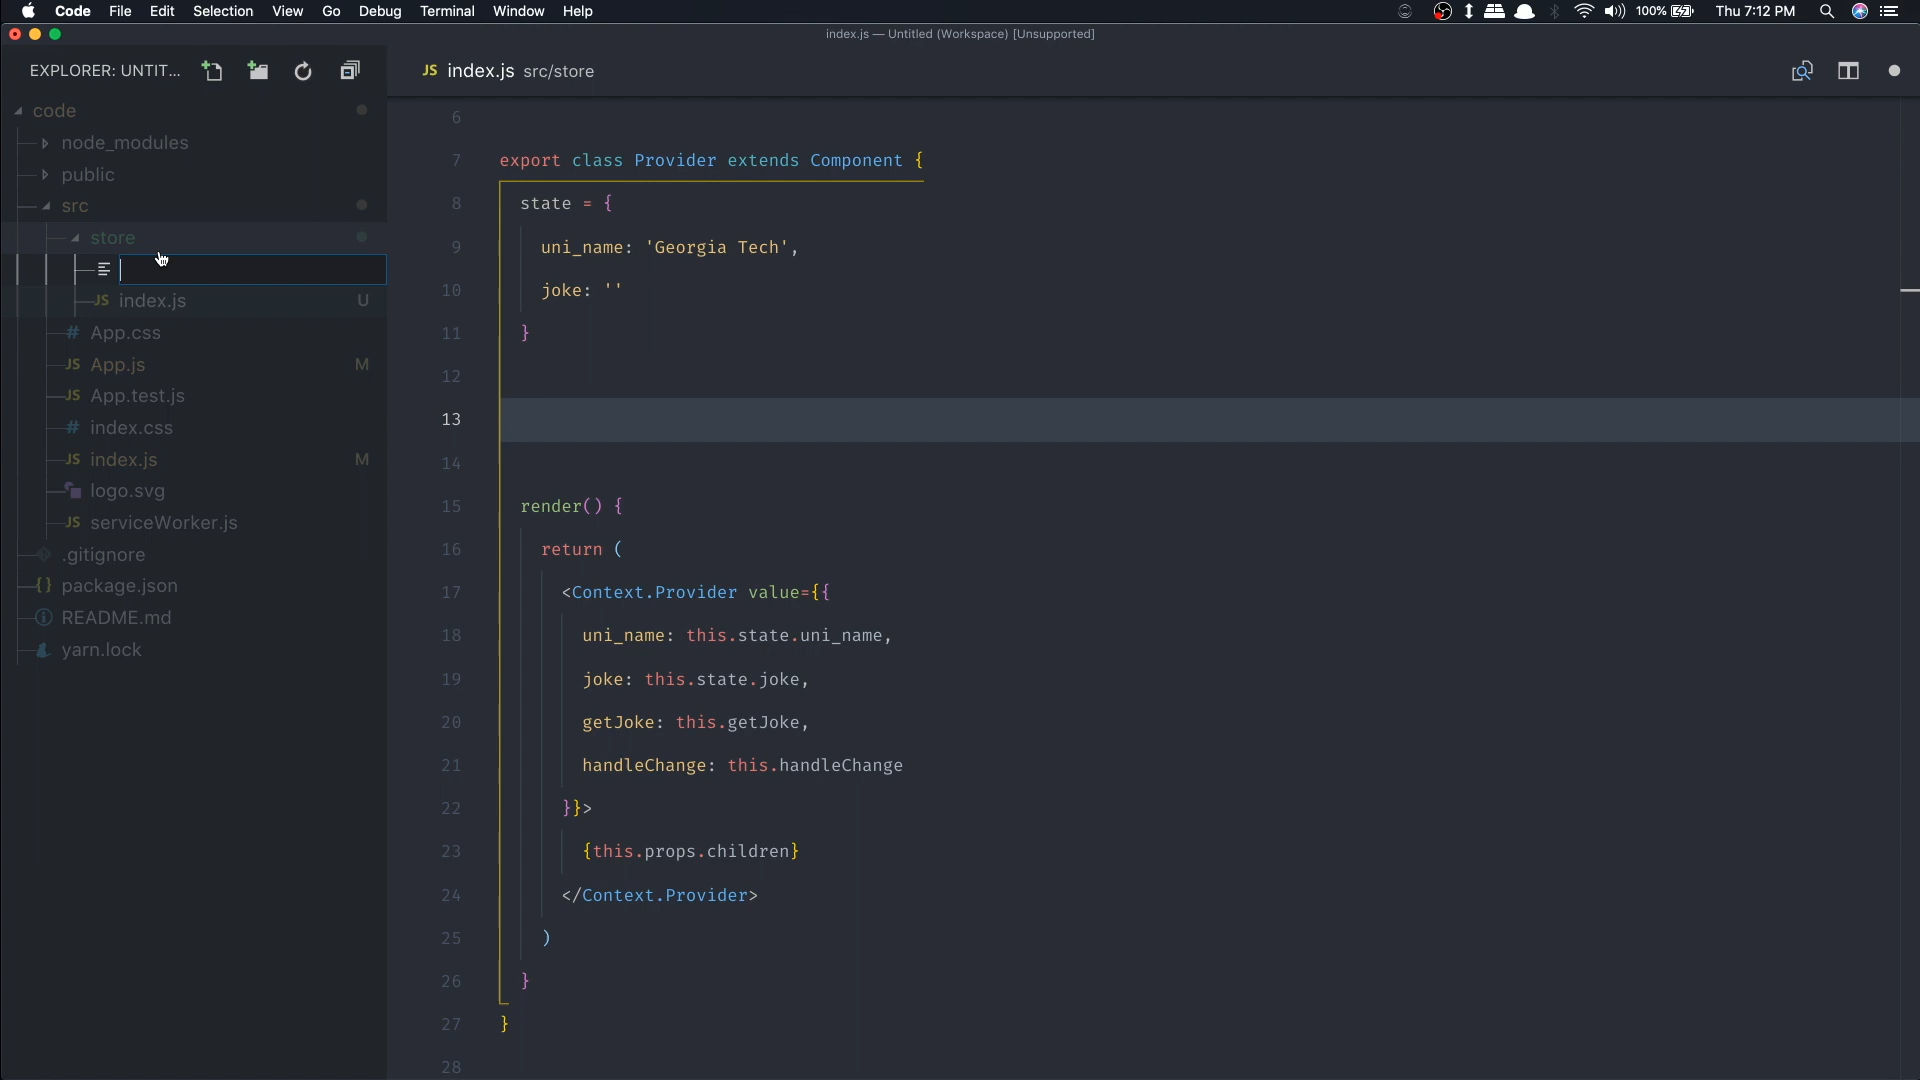 Code File Edit Selection View Go Debug Terminal Window Help 100% Thu 7:12 PM
index.js — Untitled (Workspace) [Unsupported]
EXPLORER: UNTIT...
JS index.js src/store
code
node_modules
public
src
store
JS index.js U
# App.css
JS App.js M
JS App.test.js
# index.css
JS index.js M
logo.svg
JS serviceWorker.js
.gitignore
{} package.json
README.md
yarn.lock
6
7 export class Provider extends Component {
8 state = {
9 uni_name: 'Georgia Tech',
10 joke: ''
11 }
12
13
14
15 render() {
16 return (
17 <Context.Provider value={{
18 uni_name: this.state.uni_name,
19 joke: this.state.joke,
20 getJoke: this.getJoke,
21 handleChange: this.handleChange
22 }}>
23 {this.props.children}
24 </Context.Provider>
25 )
26 }
27 }
28